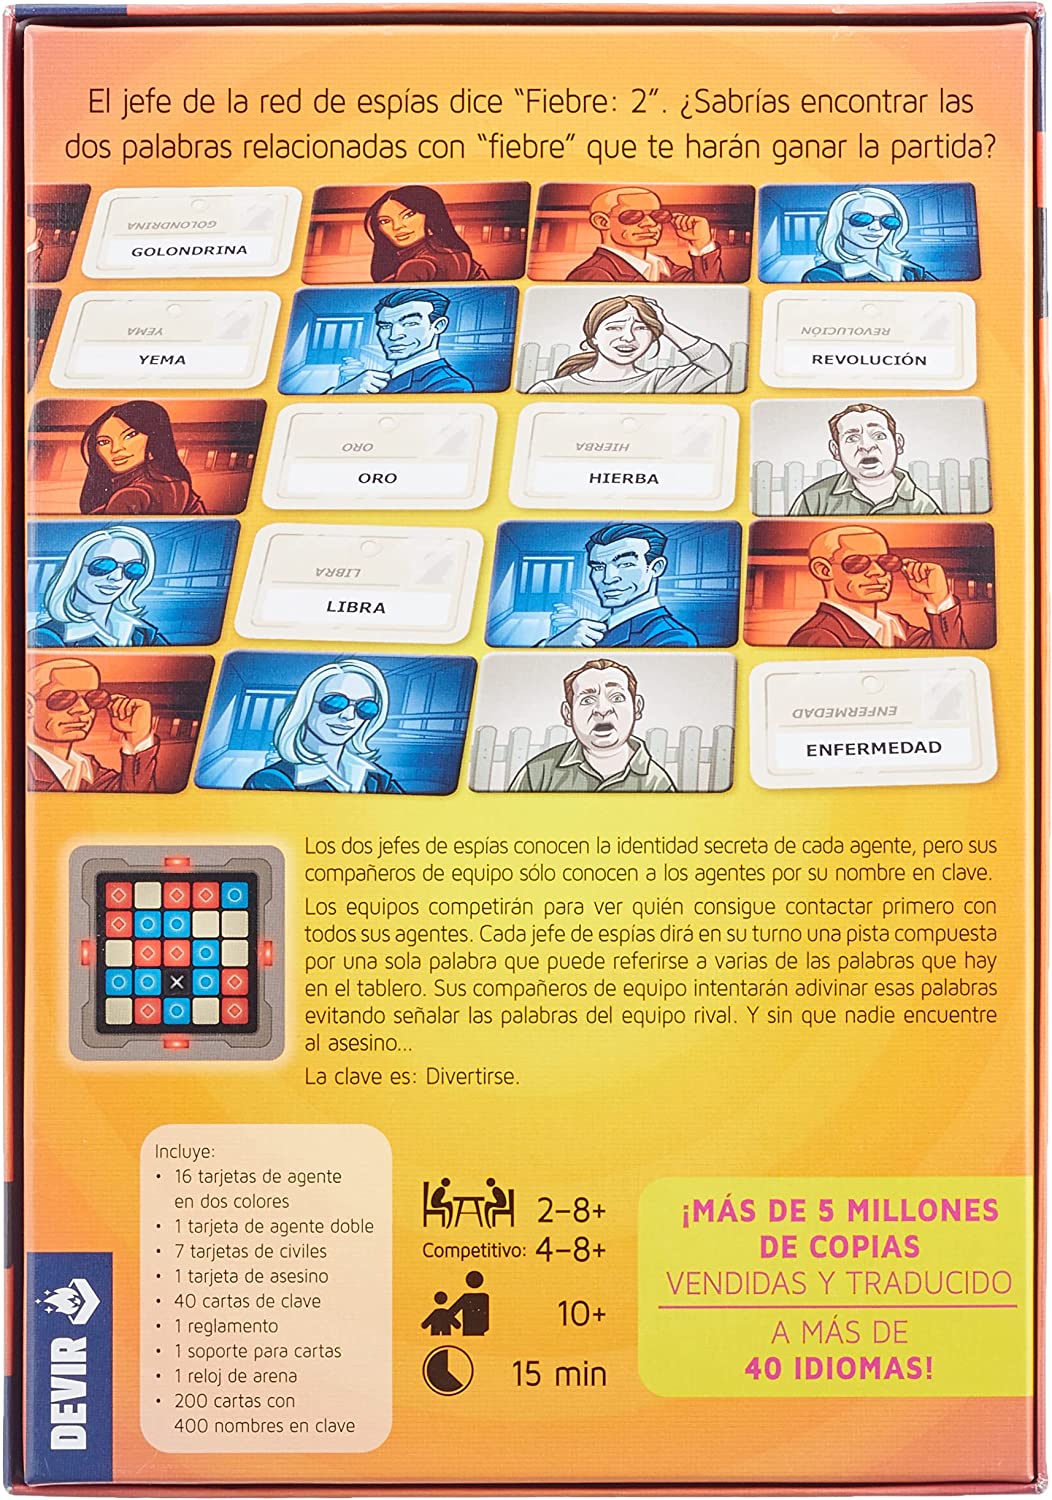 El jefe de la red de espías dice “Fiebre: 2”. ¿Sabrías encontrar las
dos palabras relacionadas con “fiebre” que te harán ganar la partida?
GOLONDRINA
GOLONDRINA
YEMA
YEMA
REVOLUCIÓN
REVOLUCIÓN
ORO
ORO
HIERBA
HIERBA
LIBRA
LIBRA
ENFERMEDAD
ENFERMEDAD
Los dos jefes de espías conocen la identidad secreta de cada agente, pero sus
compañeros de equipo sólo conocen a los agentes por su nombre en clave.
Los equipos competirán para ver quién consigue contactar primero con
todos sus agentes. Cada jefe de espías dirá en su turno una pista compuesta
por una sola palabra que puede referirse a varias de las palabras que hay
en el tablero. Sus compañeros de equipo intentarán adivinar esas palabras
evitando señalar las palabras del equipo rival. Y sin que nadie encuentre
al asesino...
La clave es: Divertirse.
Incluye:
• 16 tarjetas de agente
en dos colores
• 1 tarjeta de agente doble
• 7 tarjetas de civiles
• 1 tarjeta de asesino
• 40 cartas de clave
• 1 reglamento
• 1 soporte para cartas
• 1 reloj de arena
• 200 cartas con
400 nombres en clave
2–8+
Competitivo: 4–8+
10+
15 min
¡MÁS DE 5 MILLONES
DE COPIAS
VENDIDAS Y TRADUCIDO
A MÁS DE
40 IDIOMAS!
DEVIR